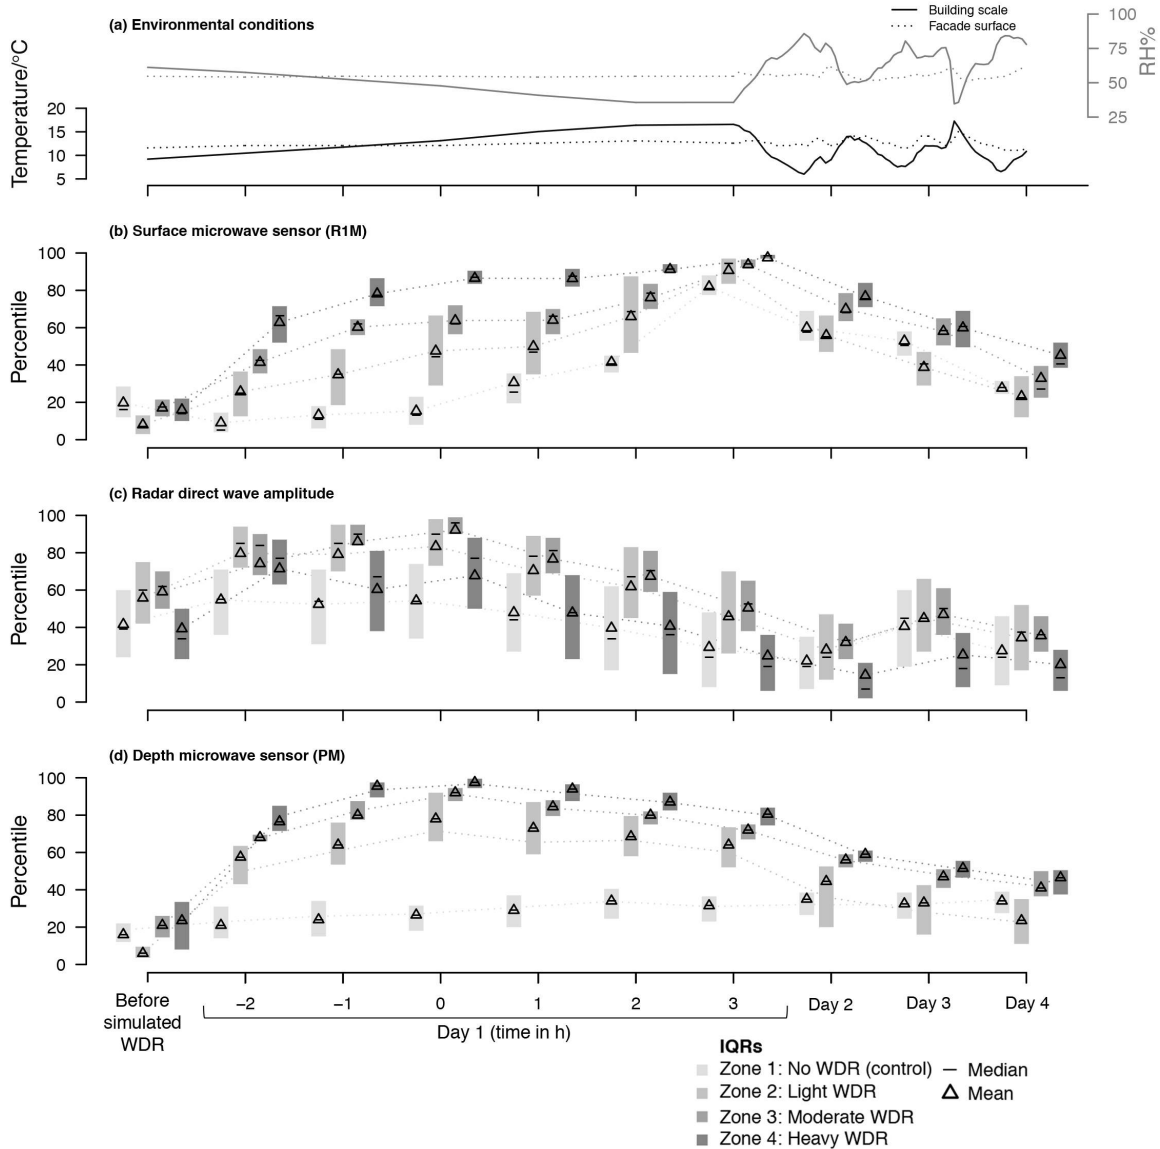 (a) Environmental conditions
Building scale
Facade surface
100
75
50
25
RH%
Temperature/°C
20
15
10
5
(b) Surface microwave sensor (R1M)
Percentile
100
80
60
40
20
0
(c) Radar direct wave amplitude
Percentile
100
80
60
40
20
0
(d) Depth microwave sensor (PM)
Percentile
100
80
60
40
20
0
Before
simulated
WDR
−2 −1 0 1 2 3 Day 2 Day 3 Day 4
Day 1 (time in h)
IQRs
Zone 1: No WDR (control) Median
Zone 2: Light WDR Mean
Zone 3: Moderate WDR
Zone 4: Heavy WDR